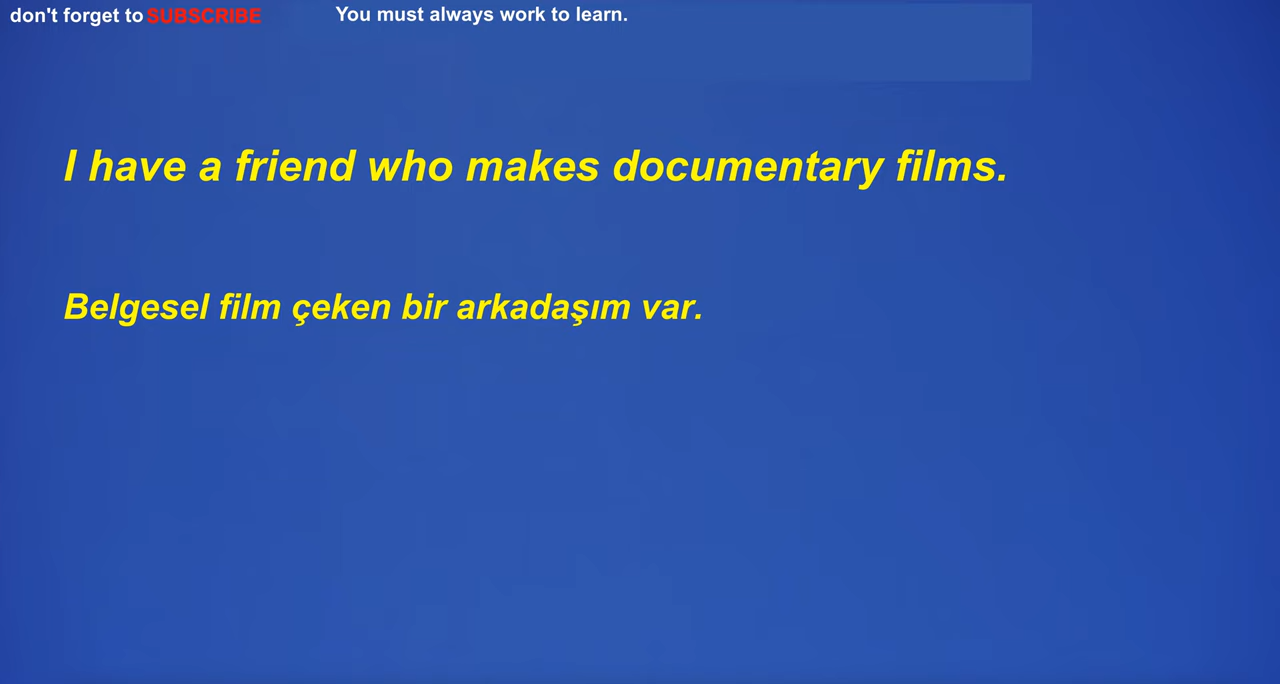 don't forget to SUBSCRIBE You must always work to learn.
I have a friend who makes documentary films.
Belgesel film çeken bir arkadaşım var.